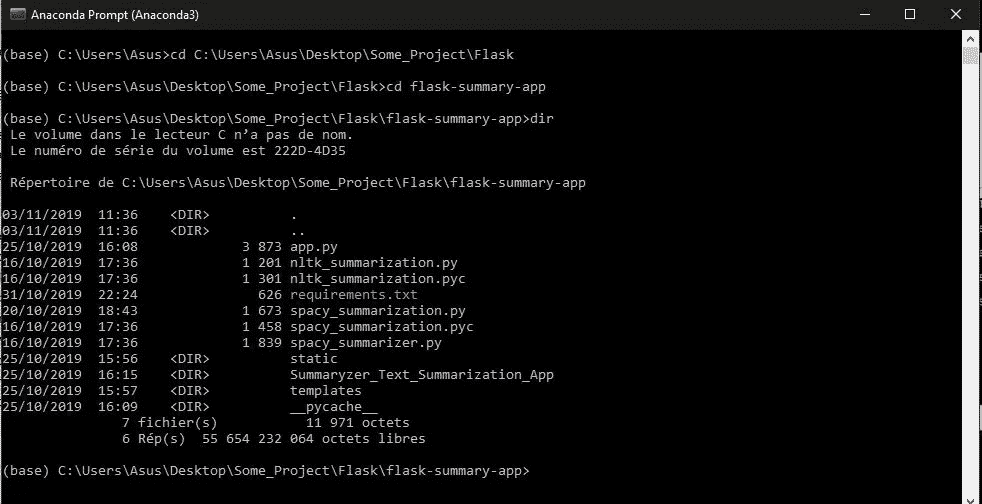 Anaconda Prompt (Anaconda3)
(base) C:\Users\Asus>cd C:\Users\Asus\Desktop\Some_Project\Flask
(base) C:\Users\Asus\Desktop\Some_Project\Flask>cd flask-summary-app
(base) C:\Users\Asus\Desktop\Some_Project\Flask\flask-summary-app>dir
Le volume dans le lecteur C n’a pas de nom.
Le numéro de série du volume est 222D-4D35
Répertoire de C:\Users\Asus\Desktop\Some_Project\Flask\flask-summary-app
03/11/2019  11:36    <DIR>          .
03/11/2019  11:36    <DIR>          ..
25/10/2019  16:08             3 873 app.py
16/10/2019  17:36             1 201 nltk_summarization.py
16/10/2019  17:36             1 301 nltk_summarization.pyc
31/10/2019  22:24               626 requirements.txt
20/10/2019  18:43             1 673 spacy_summarization.py
16/10/2019  17:36             1 458 spacy_summarization.pyc
16/10/2019  17:36             1 839 spacy_summarizer.py
25/10/2019  15:56    <DIR>          static
25/10/2019  16:15    <DIR>          Summaryzer_Text_Summarization_App
25/10/2019  15:57    <DIR>          templates
25/10/2019  16:09    <DIR>          __pycache__
7 fichier(s)           11 971 octets
6 Rép(s)  55 654 232 064 octets libres
(base) C:\Users\Asus\Desktop\Some_Project\Flask\flask-summary-app>